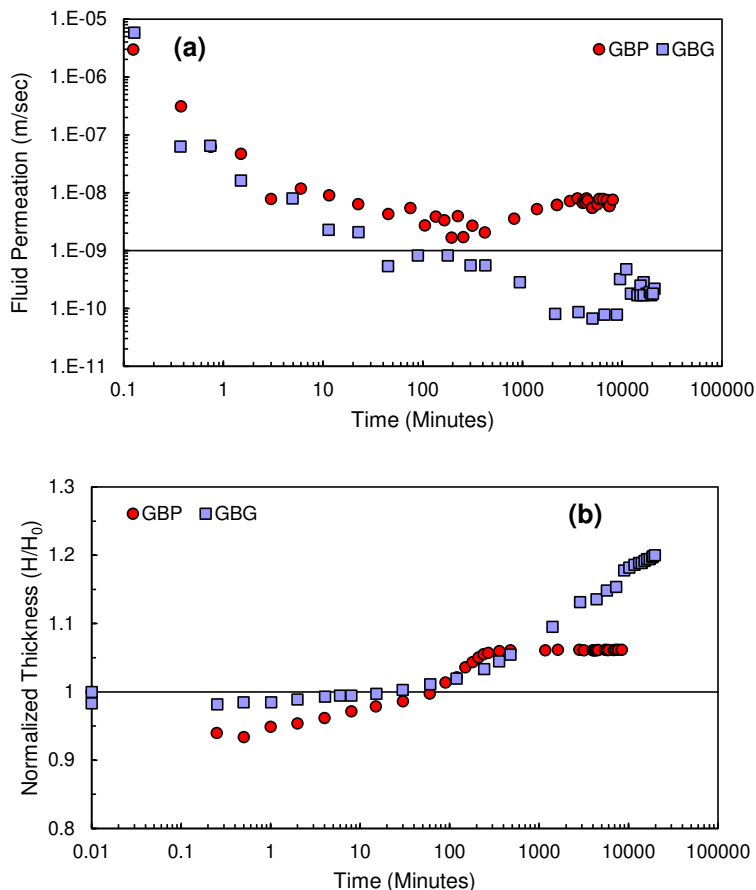 1.E-05
(a)
GBP GBG
1.E-06
1.E-07
1.E-08
1.E-09
1.E-10
1.E-11
Fluid Permeation (m/sec)
0.1 1 10 100 1000 10000 100000
Time (Minutes)
1.3
GBP GBG
(b)
1.2
1.1
1
0.9
0.8
Normalized Thickness (H/H₀)
0.01 0.1 1 10 100 1000 10000 100000
Time (Minutes)